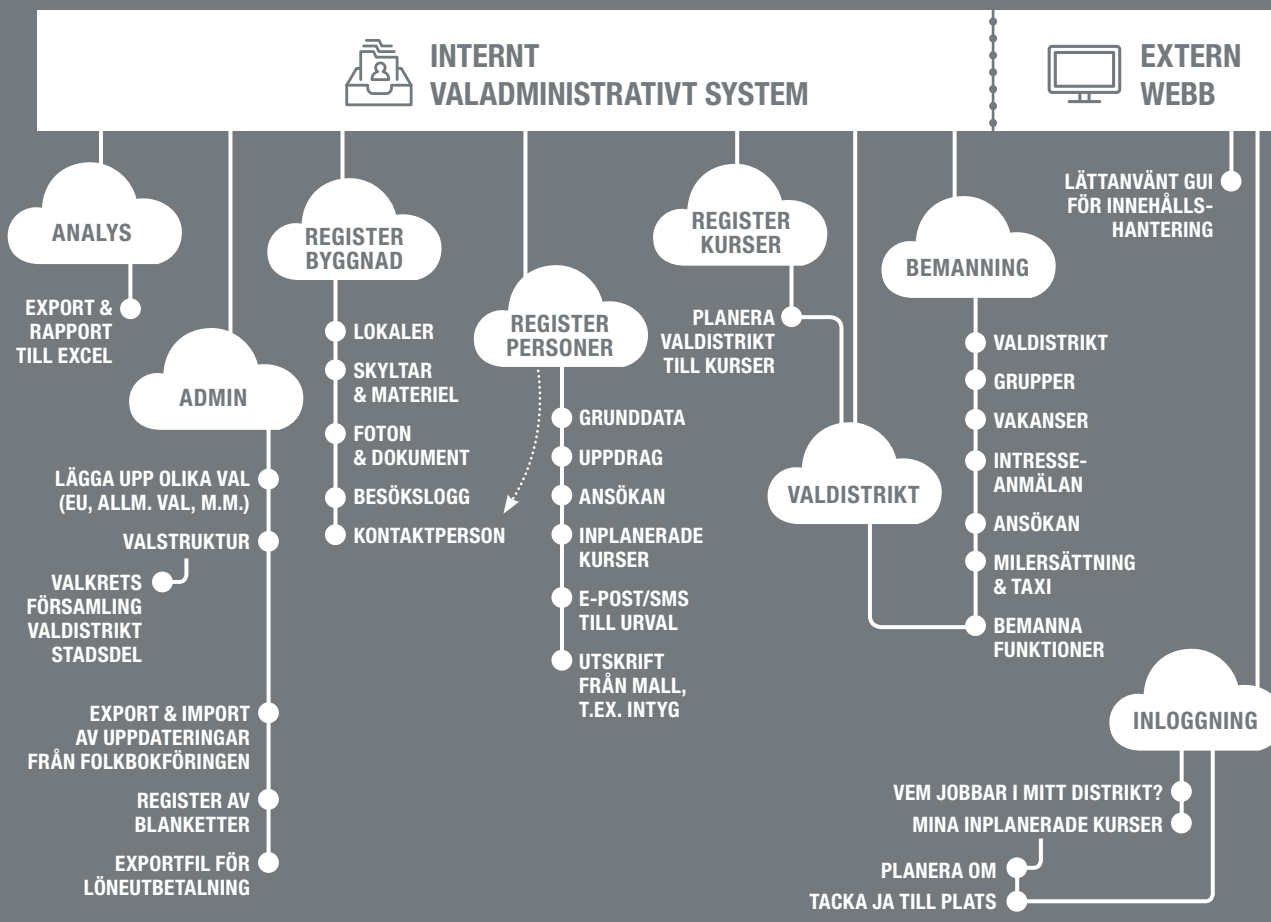 INTERNT
VALADMINISTRATIVT SYSTEM
EXTERN
WEBB
ANALYS
EXPORT &
RAPPORT
TILL EXCEL
ADMIN
LÄGGA UPP OLIKA VAL
(EU, ALLM. VAL, M.M.)
VALSTRUKTUR
VALKRETS
FÖRSAMLING
VALDISTRIKT
STADSDEL
EXPORT & IMPORT
AV UPPDATERINGAR
FRÅN FOLKBOKFÖRINGEN
REGISTER AV
BLANKETTER
EXPORTFIL FÖR
LÖNEUTBETALNING
REGISTER
BYGGNAD
LOKALER
SKYLTAR
& MATERIEL
FOTON
& DOKUMENT
BESÖKSLOGG
KONTAKTPERSON
REGISTER
PERSONER
GRUNDDATA
UPPDRAG
ANSÖKAN
INPLANERADE
KURSER
E-POST/SMS
TILL URVAL
UTSKRIFT
FRÅN MALL,
T.EX. INTYG
REGISTER
KURSER
PLANERA
VALDISTRIKT
TILL KURSER
VALDISTRIKT
BEMANNING
VALDISTRIKT
GRUPPER
VAKANSER
INTRESSE-
ANMÄLAN
ANSÖKAN
MILERSÄTTNING
& TAXI
BEMANNA
FUNKTIONER
LÄTTANVÄNT GUI
FÖR INNEHÅLLS-
HANTERING
INLOGGNING
VEM JOBBAR I MITT DISTRIKT?
MINA INPLANERADE KURSER
PLANERA OM
TACKA JA TILL PLATS